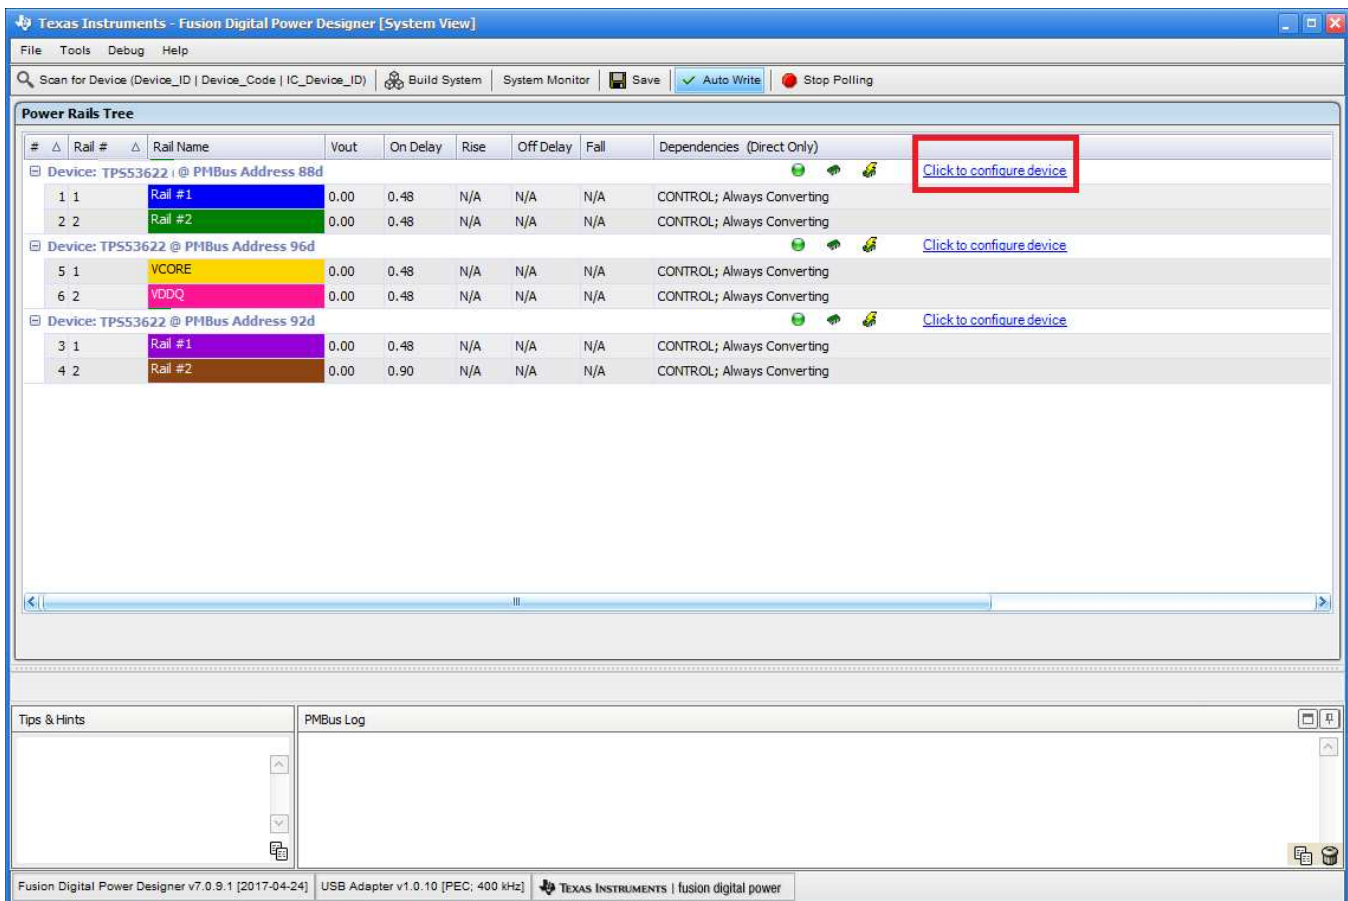 Texas Instruments - Fusion Digital Power Designer [System View]
File Tools Debug Help
Scan for Device (Device_ID | Device_Code | IC_Device_ID) Build System System Monitor Save Auto Write Stop Polling
Power Rails Tree
# Rail # Rail Name Vout On Delay Rise Off Delay Fall Dependencies (Direct Only)
Device: TPS53622 @ PMBus Address 88d Click to configure device
1 1 Rail #1 0.00 0.48 N/A N/A N/A CONTROL; Always Converting
2 2 Rail #2 0.00 0.48 N/A N/A N/A CONTROL; Always Converting
Device: TPS53622 @ PMBus Address 96d Click to configure device
5 1 VCORE 0.00 0.48 N/A N/A N/A CONTROL; Always Converting
6 2 VDDQ 0.00 0.48 N/A N/A N/A CONTROL; Always Converting
Device: TPS53622 @ PMBus Address 92d Click to configure device
3 1 Rail #1 0.00 0.48 N/A N/A N/A CONTROL; Always Converting
4 2 Rail #2 0.00 0.90 N/A N/A N/A CONTROL; Always Converting
Tips & Hints PMBus Log
Fusion Digital Power Designer v7.0.9.1 [2017-04-24] USB Adapter v1.0.10 [PEC; 400 kHz] TEXAS INSTRUMENTS | fusion digital power